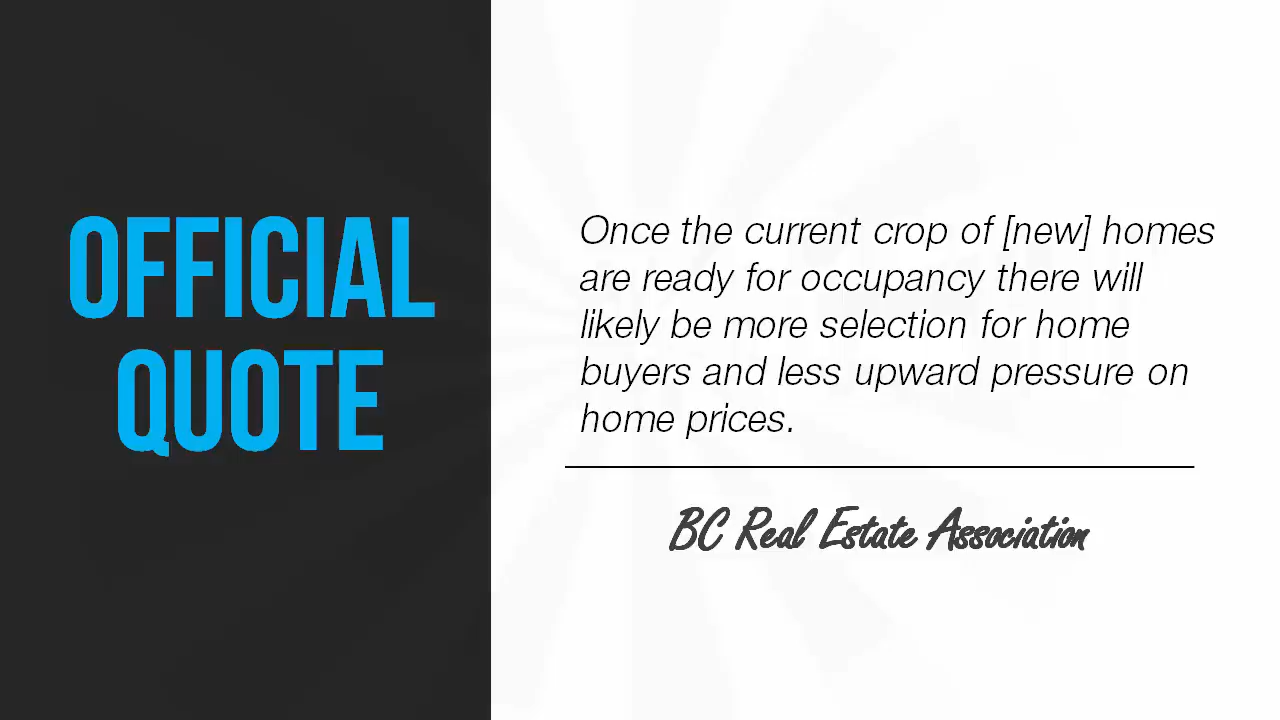 OFFICIAL
QUOTE
Once the current crop of [new] homes
are ready for occupancy there will
likely be more selection for home
buyers and less upward pressure on
home prices.
BC Real Estate Association